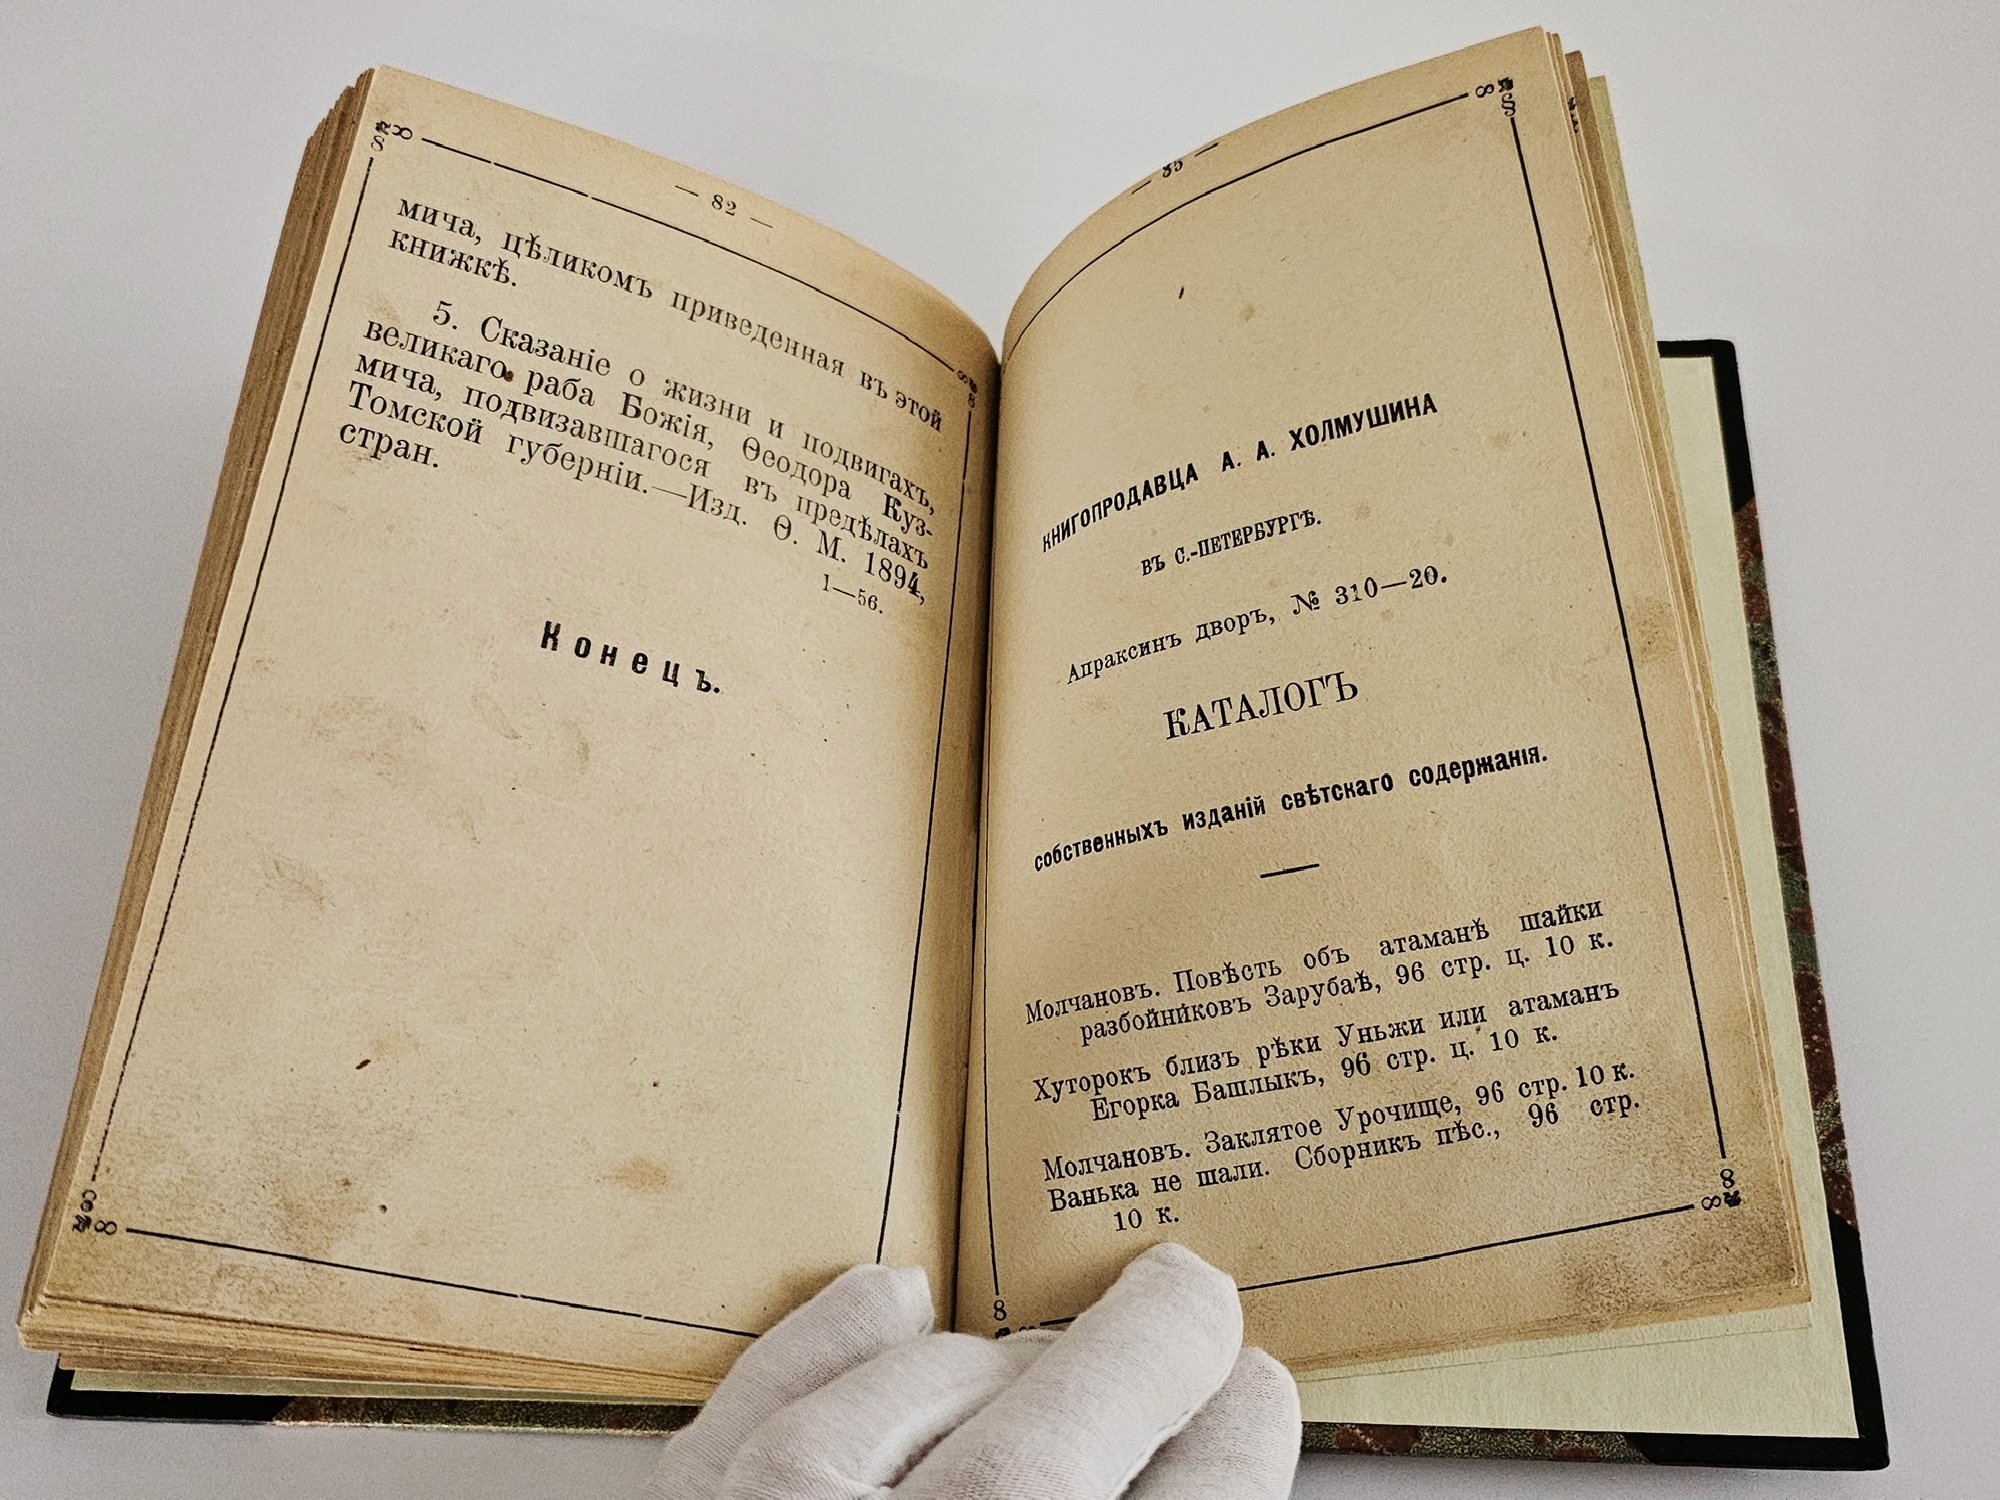 — 82 —
мича, цѣликомъ приведенная въ этой
книжкѣ.
5. Сказаніе о жизни и подвигахъ,
великаго раба Божія, Ѳеодора Куз-
мича, подвизавшагося въ предѣлахъ
Томской губерніи.—Изд. Ѳ. М. 1894,
стран. 1—56.
Конецъ.
КНИГОПРОДАВЦА А. А. ХОЛМУШИНА
въ С.-ПЕТЕРБУРГѢ.
Апраксинъ дворъ, № 310—20.
КАТАЛОГЪ
собственныхъ изданій свѣтскаго содержанія.
Молчановъ. Повѣсть объ атаманѣ шайки
разбойниковъ Зарубаѣ, 96 стр. ц. 10 к.
Хуторокъ близъ рѣки Уньжи или атаманъ
Егорка Башлыкъ, 96 стр. ц. 10 к.
Молчановъ. Заклятое Урочище, 96 стр. 10 к.
Ванька не шали. Сборникъ пѣс., 96 стр.
10 к.